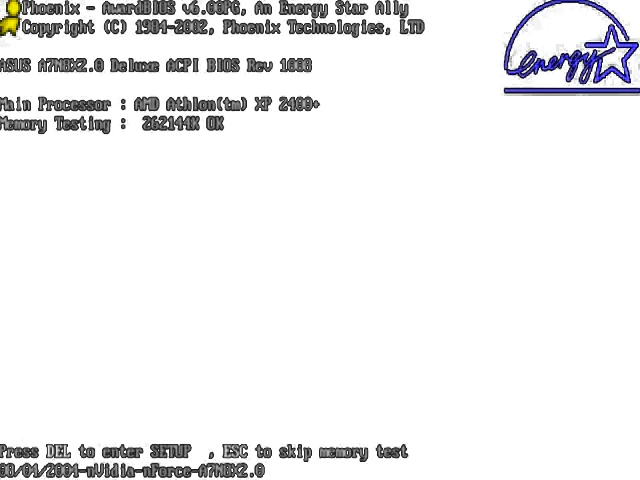 Phoenix - AwardBIOS v6.00PG, An Energy Star Ally
Copyright (C) 1984-2002, Phoenix Technologies, LTD
energy
ASUS A7N8X2.0 Deluxe ACPI BIOS Rev 1008
Main Processor : AMD Athlon(tm) XP 2400+
Memory Testing : 262144K OK
Press DEL to enter SETUP , ESC to skip memory test
08/04/2004-nVidia-nForce-A7N8X2.0